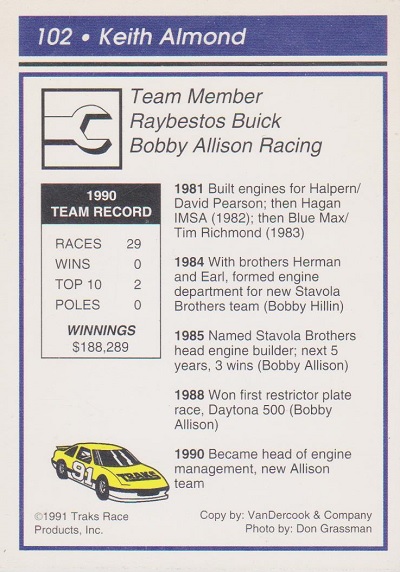 102 • Keith Almond
Team Member
Raybestos Buick
Bobby Allison Racing
1990
TEAM RECORD
RACES 29
WINS 0
TOP 10 2
POLES 0
WINNINGS
$188,289
1981 Built engines for Halpern/
David Pearson; then Hagan
IMSA (1982); then Blue Max/
Tim Richmond (1983)
1984 With brothers Herman
and Earl, formed engine
department for new Stavola
Brothers team (Bobby Hillin)
1985 Named Stavola Brothers
head engine builder; next 5
years, 3 wins (Bobby Allison)
1988 Won first restrictor plate
race, Daytona 500 (Bobby
Allison)
1990 Became head of engine
management, new Allison
team
91
TRAKS
©1991 Traks Race
Products, Inc.
Copy by: VanDercook & Company
Photo by: Don Grassman